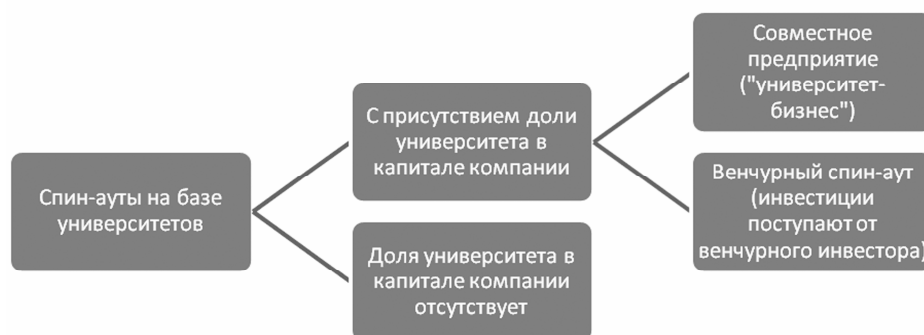 Спин-ауты на базе
университетов
С присутствием доли
университета в
капитале компании
Доля университета в
капитале компании
отсутствует
Совместное
предприятие
("университет-
бизнес")
Венчурный спин-аут
(инвестиции
поступают от
венчурного инвестора)